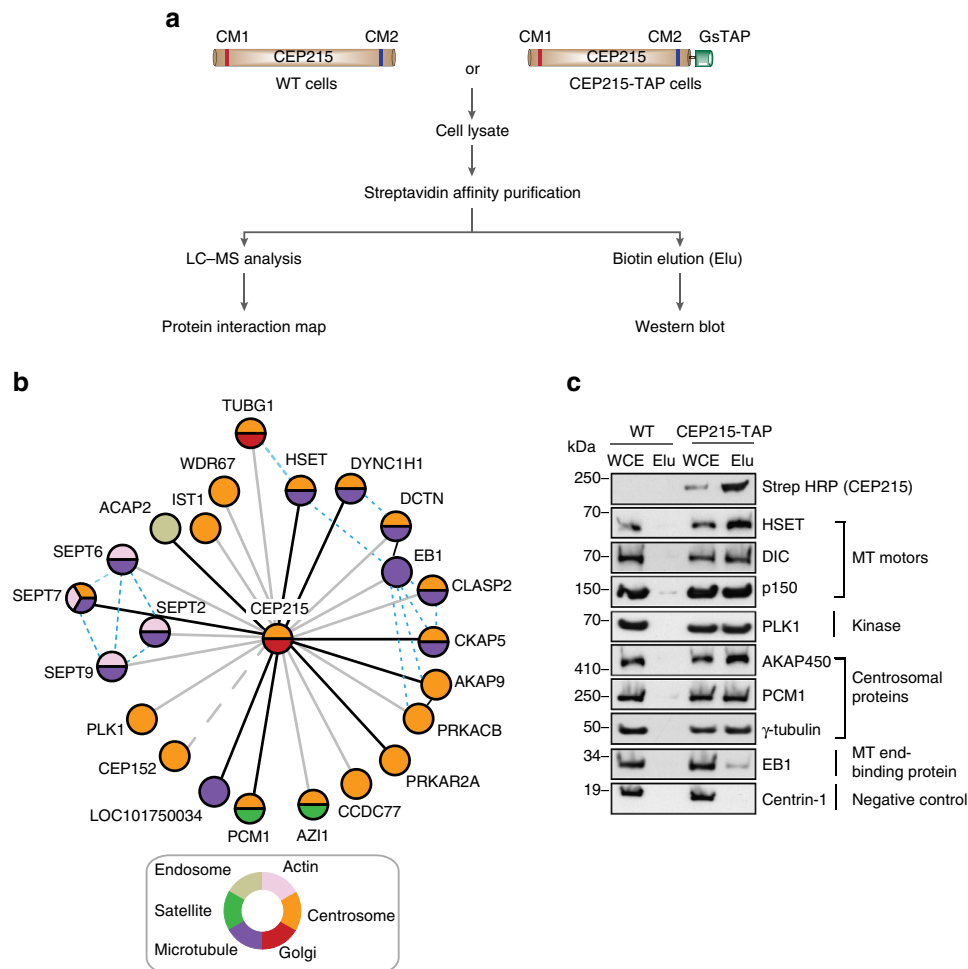 a
CM1 CM2 CM1 CM2 GsTAP
CEP215 CEP215
WT cells or CEP215-TAP cells
Cell lysate
Streptavidin affinity purification
LC–MS analysis Biotin elution (Elu)
Protein interaction map Western blot
b
TUBG1
WDR67 HSET DYNC1H1
IST1 DCTN
ACAP2
EB1
SEPT6
CLASP2
SEPT7 SEPT2 CEP215
CKAP5
SEPT9
AKAP9
PLK1 PRKACB
CEP152 PRKAR2A
LOC101750034 CCDC77
PCM1 AZI1
Endosome Actin
Satellite Centrosome
Microtubule Golgi
c
kDa WT CEP215-TAP
WCE Elu WCE Elu
250 Strep HRP (CEP215)
70 HSET
70 DIC MT motors
150 p150
70 PLK1 Kinase
410 AKAP450
250 PCM1 Centrosomal proteins
50 γ-tubulin
34 EB1 MT end-binding protein
19 Centrin-1 Negative control